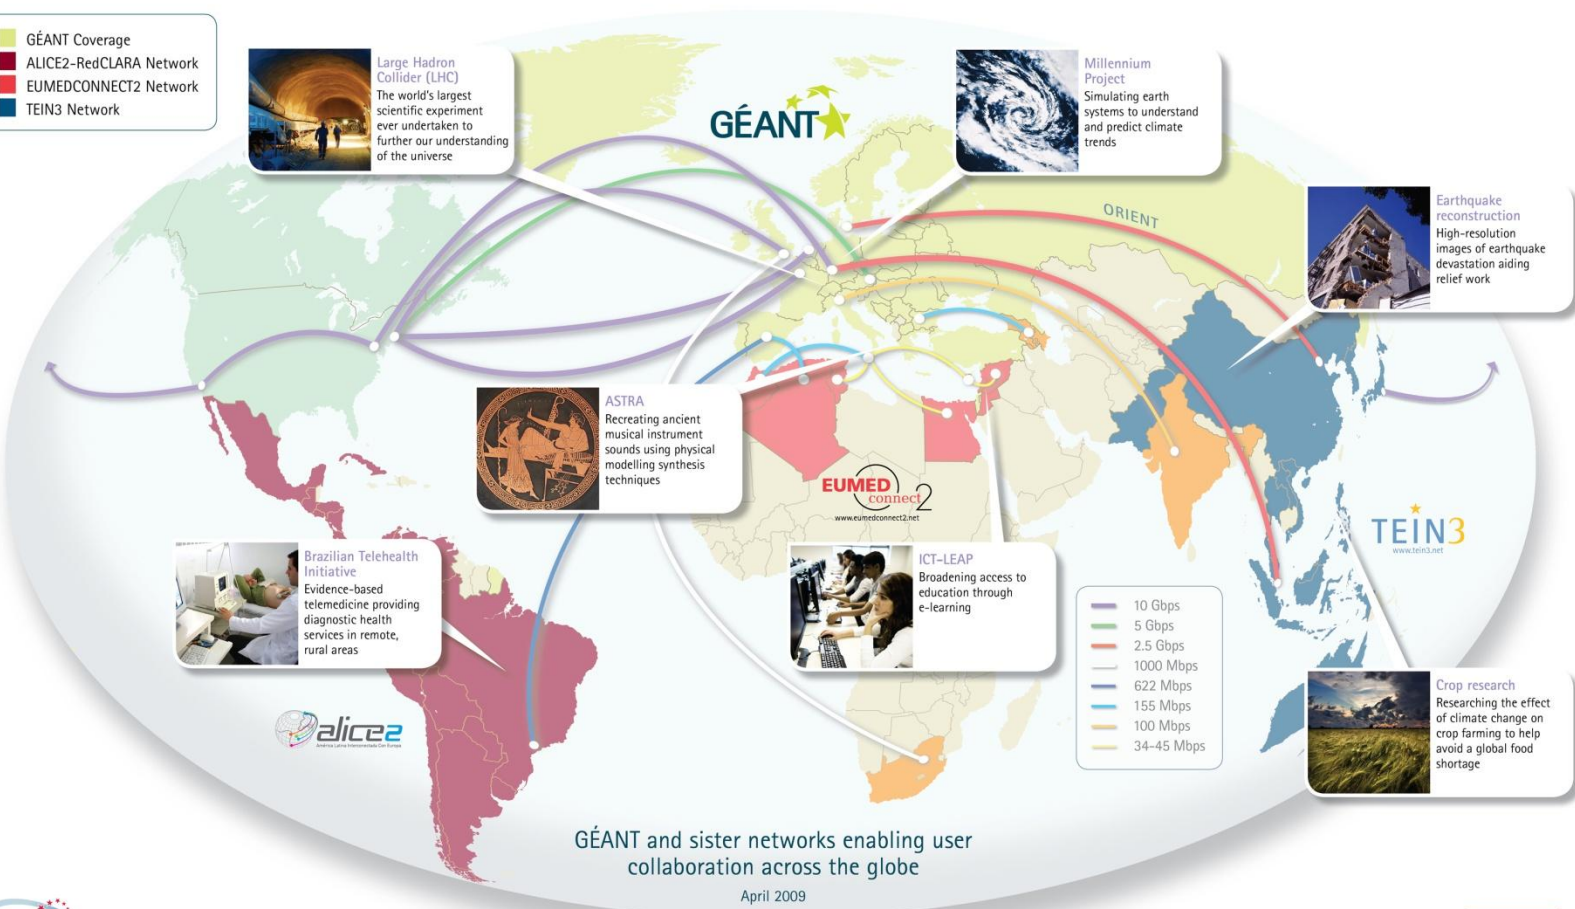 GÉANT Coverage
ALICE2-RedCLARA Network
EUMEDCONNECT2 Network
TEIN3 Network
Large Hadron
Collider (LHC)
The world's largest
scientific experiment
ever undertaken to
further our understanding
of the universe
GÉANT
Millennium
Project
Simulating earth
systems to understand
and predict climate
trends
ORIENT
Earthquake
reconstruction
High-resolution
images of earthquake
devastation aiding
relief work
ASTRA
Recreating ancient
musical instrument
sounds using physical
modelling synthesis
techniques
EUMED
connect2
www.eumedconnect2.net
TEIN3
www.tein3.net
Brazilian Telehealth
Initiative
Evidence-based
telemedicine providing
diagnostic health
services in remote,
rural areas
ICT-LEAP
Broadening access to
education through
e-learning
10 Gbps
5 Gbps
2.5 Gbps
1000 Mbps
622 Mbps
155 Mbps
100 Mbps
34-45 Mbps
Crop research
Researching the effect
of climate change on
crop farming to help
avoid a global food
shortage
alice2
América Latina Interconectada Con Europa
GÉANT and sister networks enabling user
collaboration across the globe
April 2009